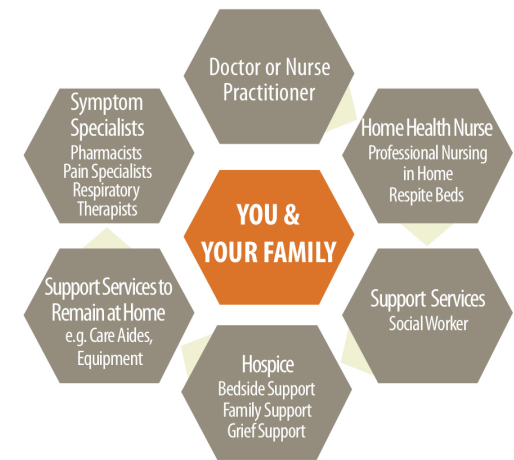 Doctor or Nurse
Practitioner
Home Health Nurse
Professional Nursing
in Home
Respite Beds
Support Services
Social Worker
Hospice
Bedside Support
Family Support
Grief Support
Support Services to
Remain at Home
e.g. Care Aides,
Equipment
Symptom
Specialists
Pharmacists
Pain Specialists
Respiratory
Therapists
YOU &
YOUR FAMILY